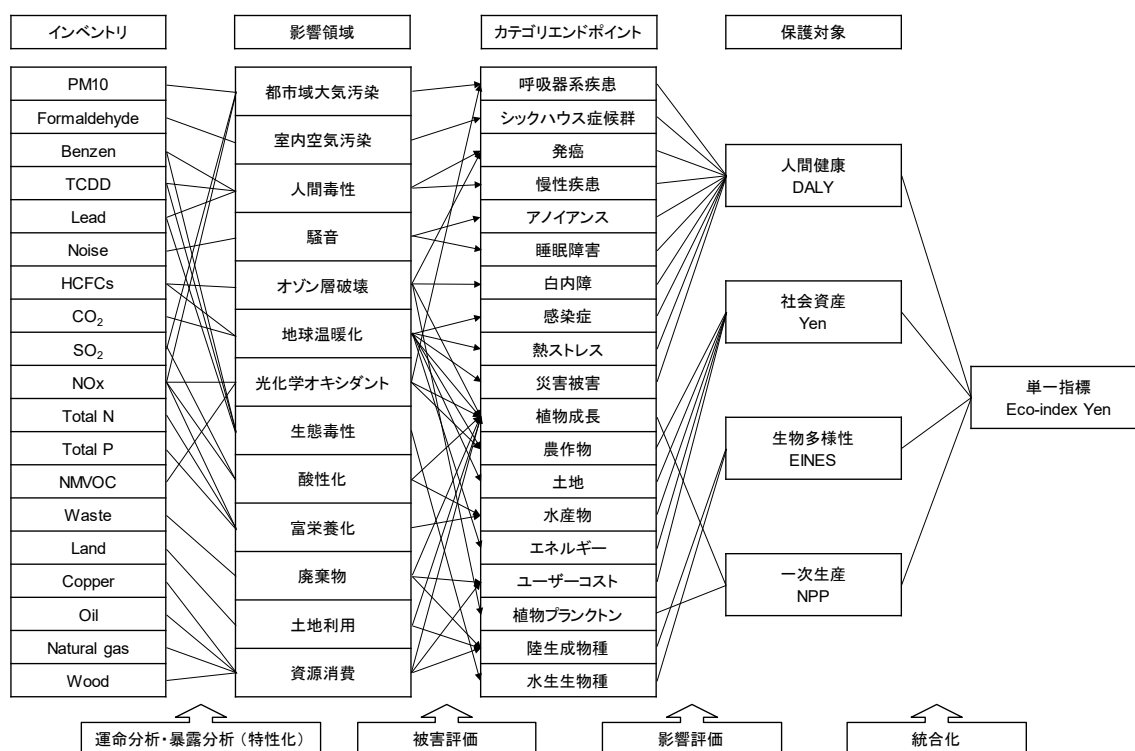 インベントリ
影響領域
カテゴリエンドポイント
保護対象
PM10
Formaldehyde
Benzen
TCDD
Lead
Noise
HCFCs
CO₂
SO₂
NOx
Total N
Total P
NMVOC
Waste
Land
Copper
Oil
Natural gas
Wood
都市域大気汚染
室内空気汚染
人間毒性
騒音
オゾン層破壊
地球温暖化
光化学オキシダント
生態毒性
酸性化
富栄養化
廃棄物
土地利用
資源消費
呼吸器系疾患
シックハウス症候群
発癌
慢性疾患
アノイアンス
睡眠障害
白内障
感染症
熱ストレス
災害被害
植物成長
農作物
土地
水産物
エネルギー
ユーザーコスト
植物プランクトン
陸生成物種
水生生物種
人間健康
DALY
社会資産
Yen
生物多様性
EINES
一次生産
NPP
単一指標
Eco-index Yen
運命分析・暴露分析（特性化）
被害評価
影響評価
統合化